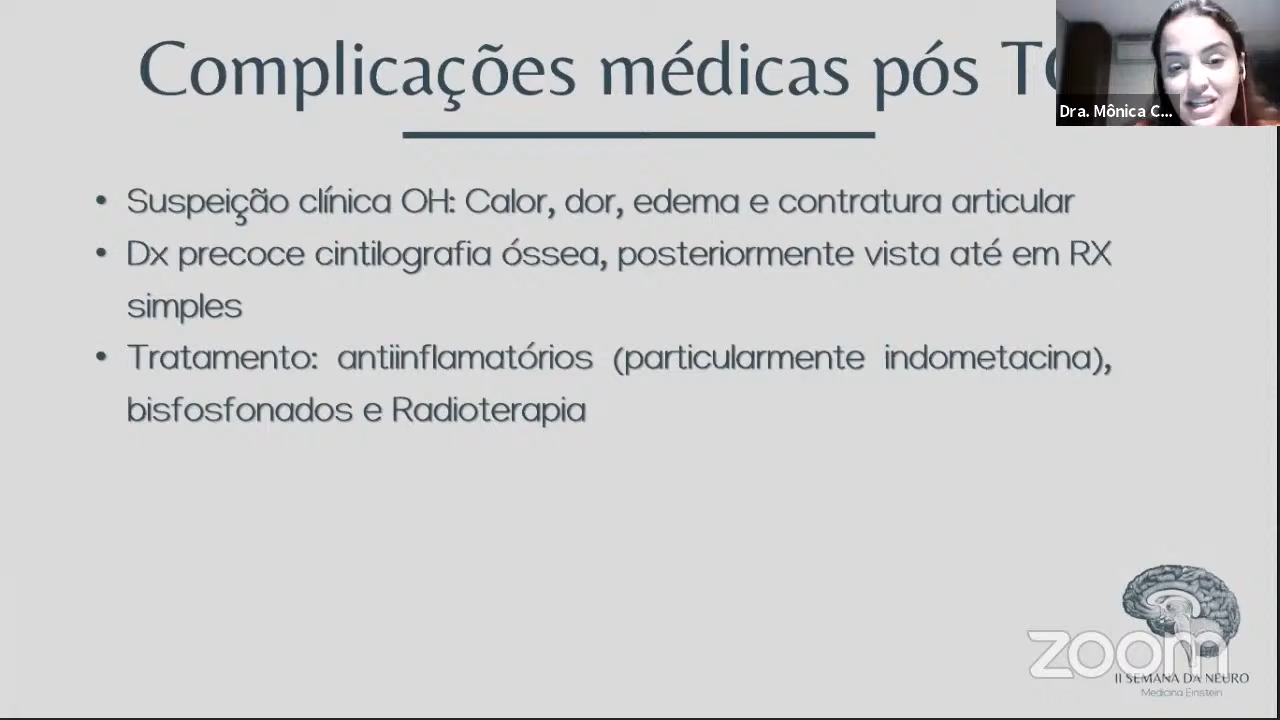 Complicações médicas pós
Dra. Mônica C...
• Suspeição clínica OH: Calor, dor, edema e contratura articular
• Dx precoce cintilografia óssea, posteriormente vista até em RX
simples
• Tratamento: antiinflamatórios (particularmente indometacina),
bisfosfonados e Radioterapia
zoom
II SEMANA DA NEURO
Medicina Einstein